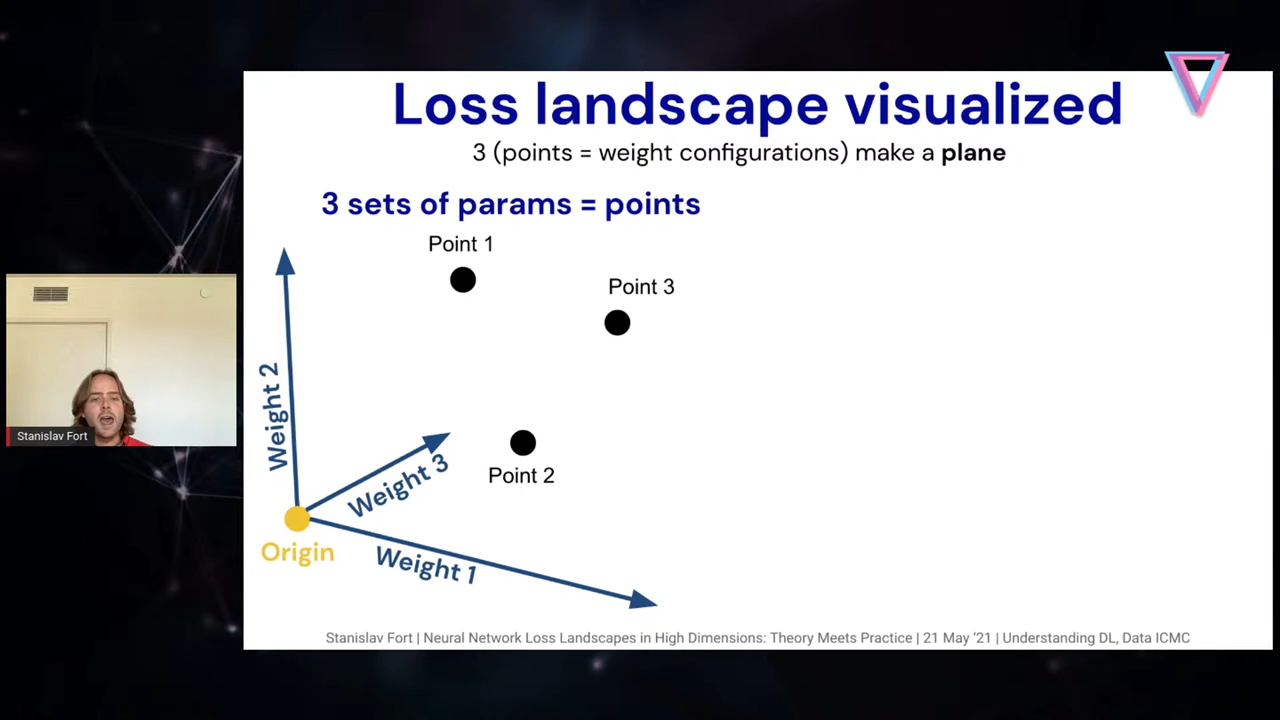 Loss landscape visualized
3 (points = weight configurations) make a plane
3 sets of params = points
Point 1
Point 3
Weight 2
Weight 3
Point 2
Origin
Weight 1
Stanislav Fort
Stanislav Fort | Neural Network Loss Landscapes in High Dimensions: Theory Meets Practice | 21 May ‘21 | Understanding DL, Data ICMC